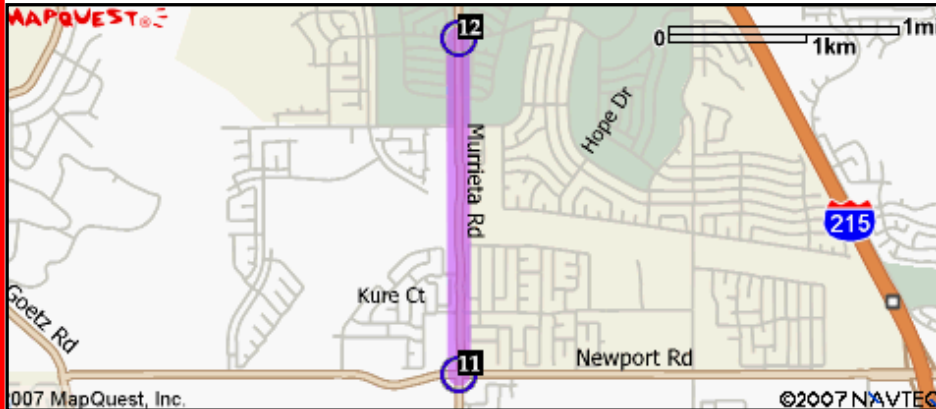 MAPQUEST
12
0
1mi
1km
Hope Dr
Murrieta Rd
215
Kure Ct
Goetz Rd
11
Newport Rd
2007 MapQuest, Inc.
©2007 NAVTEQ